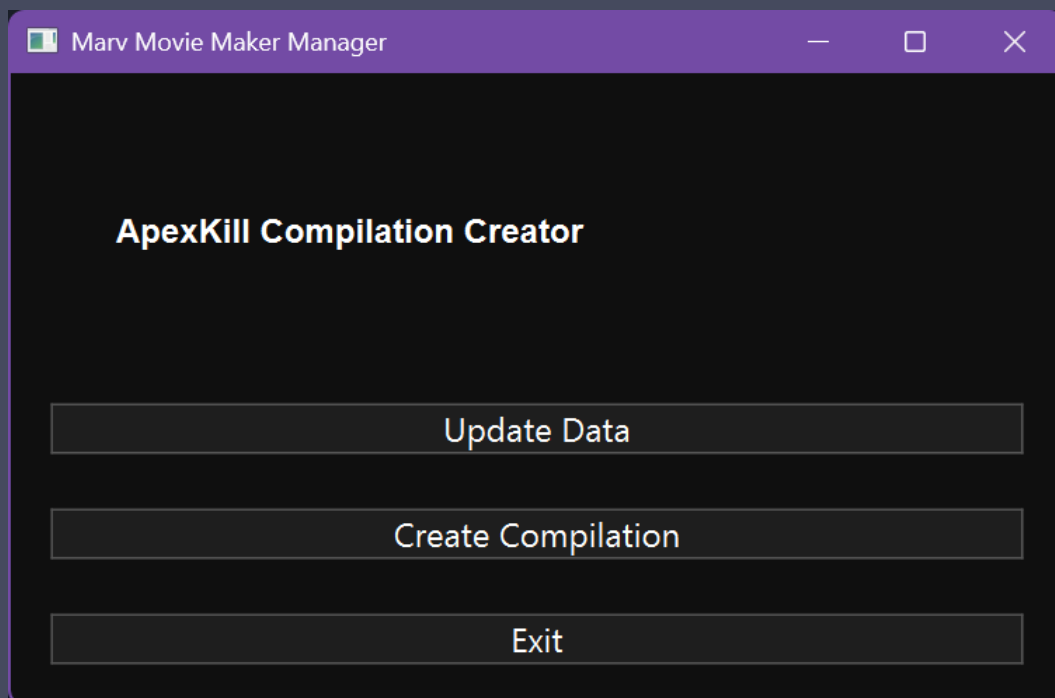 Marv Movie Maker Manager
ApexKill Compilation Creator
Update Data
Create Compilation
Exit